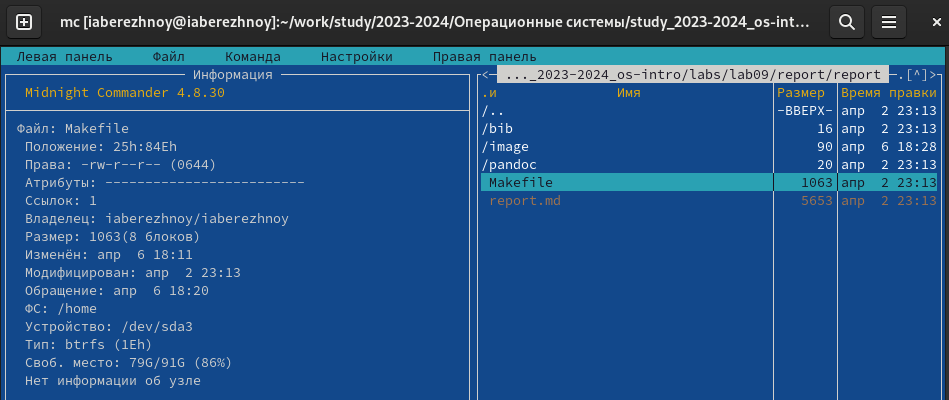 mc [iaberezhnoy@iaberezhnoy]:~/work/study/2023-2024/Операционные системы/study_2023-2024_os-int...
Левая панель Файл Команда Настройки Правая панель
Информация
Midnight Commander 4.8.30
Файл: Makefile
Положение: 25h:84Eh
Права: -rw-r--r-- (0644)
Атрибуты: -------------------------
Ссылок: 1
Владелец: iaberezhnoy/iaberezhnoy
Размер: 1063(8 блоков)
Изменён: апр 6 18:11
Модифицирован: апр 2 23:13
Обращение: апр 6 18:20
ФС: /home
Устройство: /dev/sda3
Тип: btrfs (1Eh)
Своб. место: 79G/91G (86%)
Нет информации об узле
<- ..._2023-2024_os-intro/labs/lab09/report/report -.[^]>
.и Имя Размер Время правки
/.. -ВВЕРХ- апр 2 23:13
/bib 16 апр 2 23:13
/image 90 апр 6 18:28
/pandoc 20 апр 2 23:13
Makefile 1063 апр 2 23:13
report.md 5653 апр 2 23:13